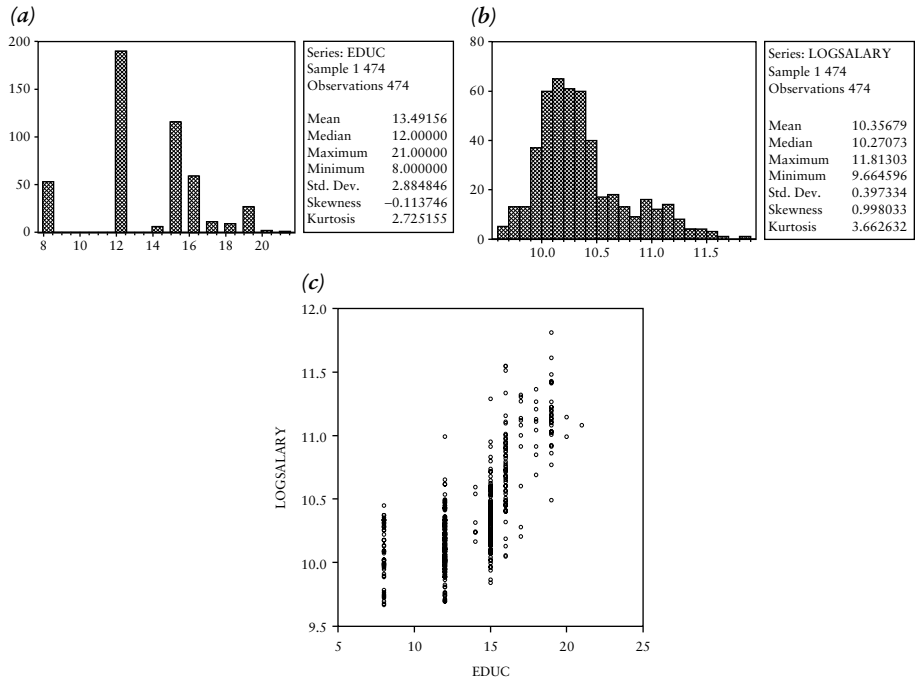 (a)
200
150
100
50
0
8 10 12 14 16 18 20
Series: EDUC
Sample 1 474
Observations 474
Mean 13.49156
Median 12.00000
Maximum 21.00000
Minimum 8.000000
Std. Dev. 2.884846
Skewness −0.113746
Kurtosis 2.725155
(b)
80
60
40
20
0
10.0 10.5 11.0 11.5
Series: LOGSALARY
Sample 1 474
Observations 474
Mean 10.35679
Median 10.27073
Maximum 11.81303
Minimum 9.664596
Std. Dev. 0.397334
Skewness 0.998033
Kurtosis 3.662632
(c)
12.0
11.5
11.0
10.5
10.0
9.5
LOGSALARY
5 10 15 20 25
EDUC